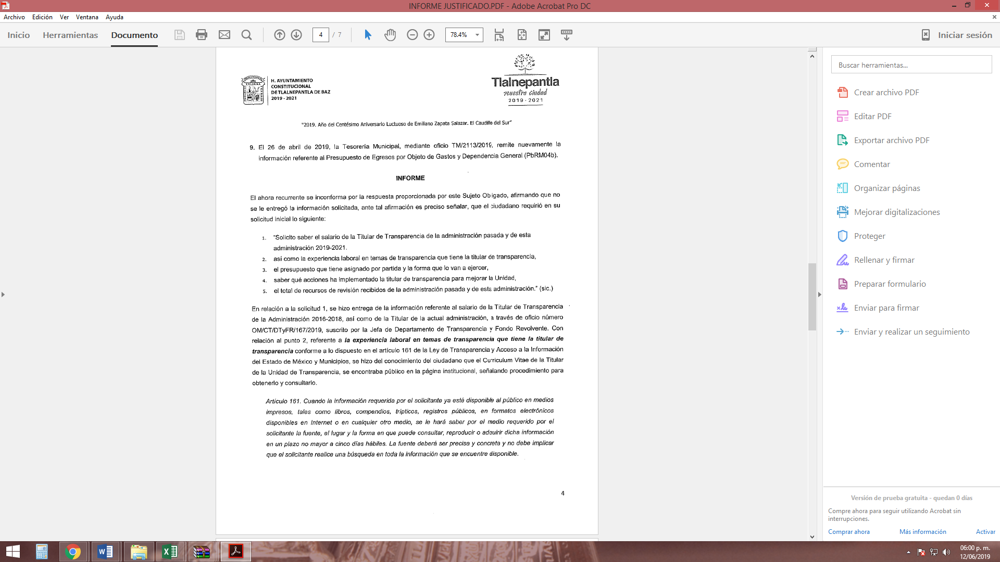 INFORME JUSTIFICADO.PDF - Adobe Acrobat Pro DC
Archivo Edición Ver Ventana Ayuda
Inicio Herramientas Documento 4 / 7 78.4% Iniciar sesión
H. AYUNTAMIENTO
CONSTITUCIONAL
DE TLALNEPANTLA DE BAZ
2019 - 2021
Tlalnepantla
nuestra ciudad
2019 - 2021
"2019. Año del Centésimo Aniversario Luctuoso de Emiliano Zapata Salazar. El Caudillo del Sur"
9. El 26 de abril de 2019, la Tesorería Municipal, mediante oficio TM/2113/2019, remite nuevamente la
información referente al Presupuesto de Egresos por Objeto de Gastos y Dependencia General (PbRM04b).
INFORME
El ahora recurrente se inconforma por la respuesta proporcionada por este Sujeto Obligado, afirmando que no
se le entregó la información solicitada, ante tal afirmación es preciso señalar, que el ciudadano requirió en su
solicitud inicial lo siguiente:
1. "Solicito saber el salario de la Titular de Transparencia de la administración pasada y de esta
administración 2019-2021.
2. así como la experiencia laboral en temas de transparencia que tiene la titular de transparencia,
3. el presupuesto que tiene asignado por partida y la forma que lo van a ejercer,
4. saber qué acciones ha implementado la titular de transparencia para mejorar la Unidad,
5. el total de recursos de revisión recibidos de la administración pasada y de esta administración." (sic.)
En relación a la solicitud 1, se hizo entrega de la información referente al salario de la Titular de Transparencia
de la Administración 2016-2018, así como de la Titular de la actual administración, a través de oficio número
OM/CT/DTyFR/167/2019, suscrito por la Jefa de Departamento de Transparencia y Fondo Revolvente. Con
relación al punto 2, referente a la experiencia laboral en temas de transparencia que tiene la titular de
transparencia conforme a lo dispuesto en el artículo 161 de la Ley de Transparencia y Acceso a la Información
del Estado de México y Municipios, se hizo del conocimiento del ciudadano que el Curriculum Vitae de la Titular
de la Unidad de Transparencia, se encontraba público en la página institucional, señalando procedimiento para
obtenerlo y consultarlo.
Artículo 161. Cuando la información requerida por el solicitante ya esté disponible al público en medios
impresos, tales como libros, compendios, trípticos, registros públicos, en formatos electrónicos
disponibles en Internet o en cualquier otro medio, se le hará saber por el medio requerido por el
solicitante la fuente, el lugar y la forma en que puede consultar, reproducir o adquirir dicha información
en un plazo no mayor a cinco días hábiles. La fuente deberá ser precisa y concreta y no debe implicar
que el solicitante realice una búsqueda en toda la información que se encuentre disponible.
4
Buscar herramientas...
Crear archivo PDF
Editar PDF
Exportar archivo PDF
Comentar
Organizar páginas
Mejorar digitalizaciones
Proteger
Rellenar y firmar
Preparar formulario
Enviar para firmar
Enviar y realizar un seguimiento
Versión de prueba gratuita - quedan 0 días
Compre ahora para seguir utilizando Acrobat sin
interrupciones.
Comprar ahora Más información Activar
06:00 p. m.
12/06/2019